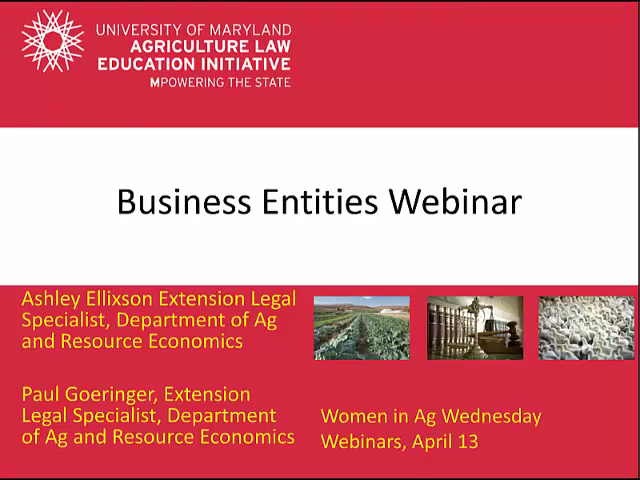 UNIVERSITY OF MARYLAND
AGRICULTURE LAW
EDUCATION INITIATIVE
MPOWERING THE STATE
Business Entities Webinar
Ashley Ellixson Extension Legal
Specialist, Department of Ag
and Resource Economics
Paul Goeringer, Extension
Legal Specialist, Department
of Ag and Resource Economics
Women in Ag Wednesday
Webinars, April 13